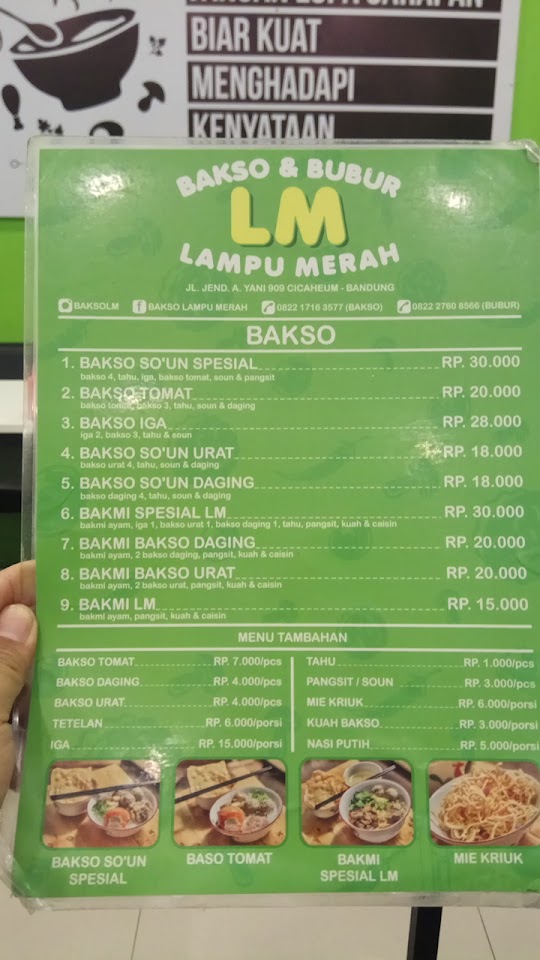 BIAR KUAT
MENGHADAPI
KENYATAAN
BAKSO & BUBUR
LM
LAMPU MERAH
JL. JEND. A. YANI 909 CICAHEUM - BANDUNG
BAKSOLM BAKSO LAMPU MERAH 0822 1716 3577 (BAKSO) 0822 2760 8566 (BUBUR)
BAKSO
1. BAKSO SO'UN SPESIAL RP. 30.000
bakso 4, tahu, iga, bakso tomat, soun & pangsit
2. BAKSO TOMAT RP. 20.000
bakso tomat, bakso 3, tahu, soun & daging
3. BAKSO IGA RP. 28.000
iga 2, bakso 3, tahu & soun
4. BAKSO SO'UN URAT RP. 18.000
bakso urat 4, tahu, soun & daging
5. BAKSO SO'UN DAGING RP. 18.000
bakso daging 4, tahu, soun & daging
6. BAKMI SPESIAL LM RP. 30.000
bakmi ayam, iga 1, bakso urat 1, bakso daging 1, tahu, pangsit, kuah & caisin
7. BAKMI BAKSO DAGING RP. 20.000
bakmi ayam, 2 bakso daging, pangsit, kuah & caisin
8. BAKMI BAKSO URAT RP. 20.000
bakmi ayam, 2 bakso urat, pangsit, kuah & caisin
9. BAKMI LM RP. 15.000
bakmi ayam, pangsit, kuah & caisin
MENU TAMBAHAN
BAKSO TOMAT RP. 7.000/pcs
BAKSO DAGING RP. 4.000/pcs
BAKSO URAT RP. 4.000/pcs
TETELAN RP. 6.000/porsi
IGA RP. 15.000/porsi
TAHU RP. 1.000/pcs
PANGSIT / SOUN RP. 3.000/pcs
MIE KRIUK RP. 6.000/porsi
KUAH BAKSO RP. 3.000/porsi
NASI PUTIH RP. 5.000/porsi
BAKSO SO'UN
SPESIAL
BASO TOMAT
BAKMI
SPESIAL LM
MIE KRIUK